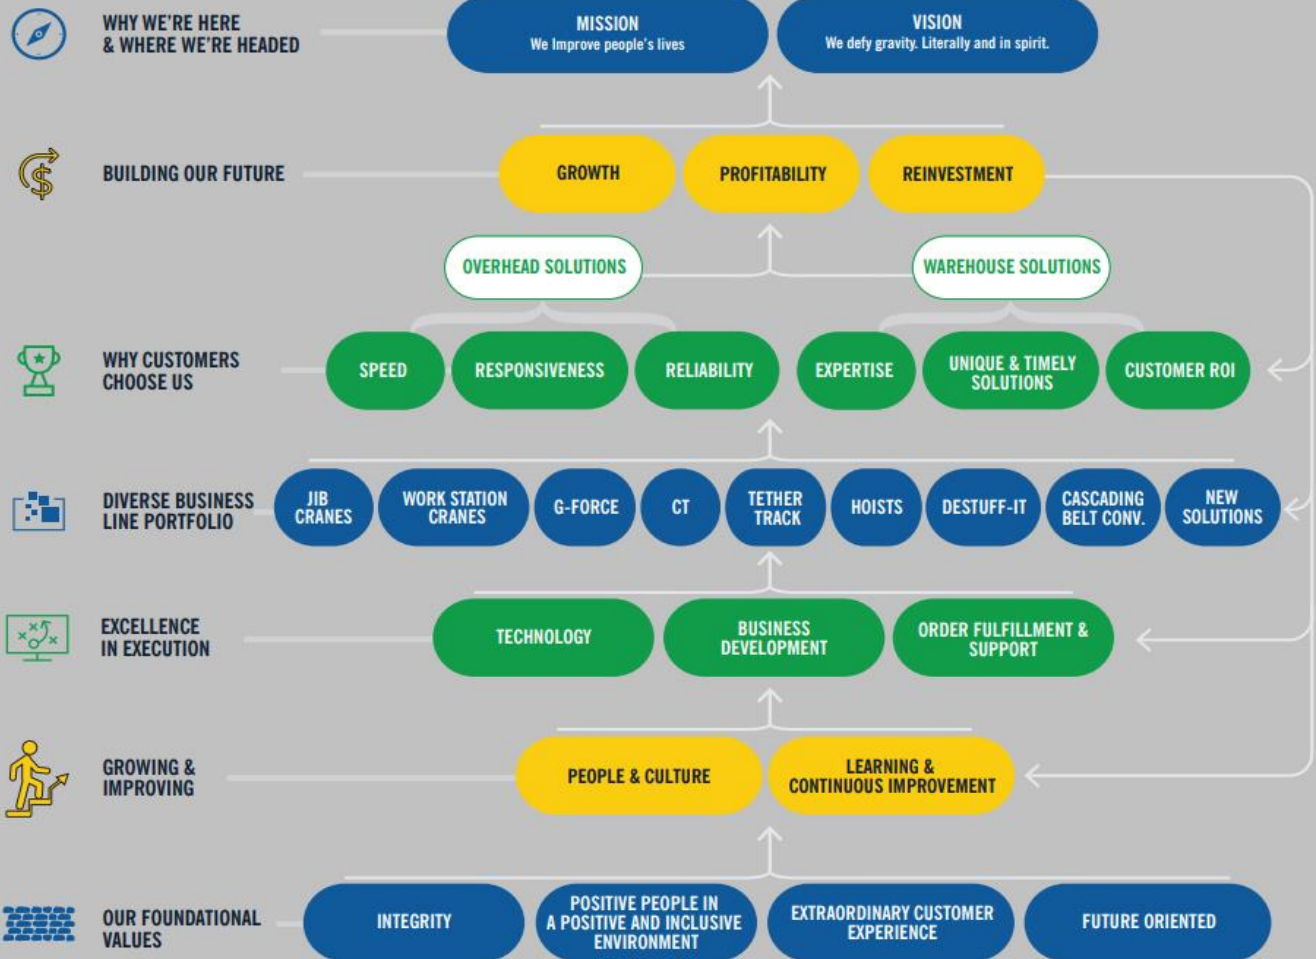 WHY WE'RE HERE
& WHERE WE'RE HEADED
MISSION
We Improve people's lives
VISION
We defy gravity. Literally and in spirit.
BUILDING OUR FUTURE
GROWTH
PROFITABILITY
REINVESTMENT
OVERHEAD SOLUTIONS
WAREHOUSE SOLUTIONS
WHY CUSTOMERS
CHOOSE US
SPEED
RESPONSIVENESS
RELIABILITY
EXPERTISE
UNIQUE & TIMELY
SOLUTIONS
CUSTOMER ROI
DIVERSE BUSINESS
LINE PORTFOLIO
JIB
CRANES
WORK STATION
CRANES
G-FORCE
CT
TETHER
TRACK
HOISTS
DESTUFF-IT
CASCADING
BELT CONV.
NEW
SOLUTIONS
EXCELLENCE
IN EXECUTION
TECHNOLOGY
BUSINESS
DEVELOPMENT
ORDER FULFILLMENT &
SUPPORT
GROWING &
IMPROVING
PEOPLE & CULTURE
LEARNING &
CONTINUOUS IMPROVEMENT
OUR FOUNDATIONAL
VALUES
INTEGRITY
POSITIVE PEOPLE IN
A POSITIVE AND INCLUSIVE
ENVIRONMENT
EXTRAORDINARY CUSTOMER
EXPERIENCE
FUTURE ORIENTED